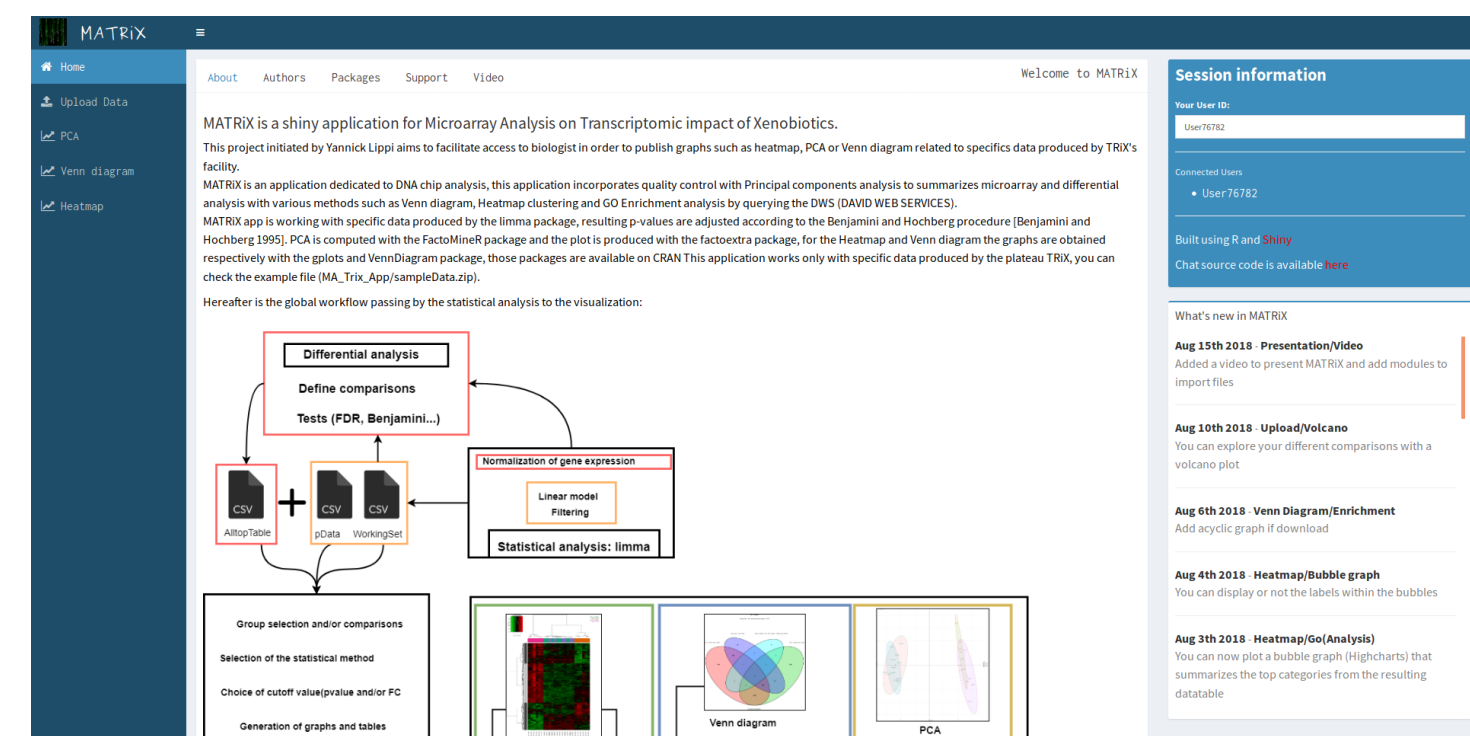 MATRiX
Home
Upload Data
PCA
Venn diagram
Heatmap
About Authors Packages Support Video
Welcome to MATRiX
MATRiX is a shiny application for Microarray Analysis on Transcriptomic impact of Xenobiotics.
This project initiated by Yannick Lippi aims to facilitate access to biologist in order to publish graphs such as heatmap, PCA or Venn diagram related to specifics data produced by TRiX's
facility.
MATRiX is an application dedicated to DNA chip analysis, this application incorporates quality control with Principal components analysis to summarizes microarray and differential
analysis with various methods such as Venn diagram, Heatmap clustering and GO Enrichment analysis by querying the DWS (DAVID WEB SERVICES).
MATRiX app is working with specific data produced by the limma package, resulting p-values are adjusted according to the Benjamini and Hochberg procedure [Benjamini and
Hochberg 1995]. PCA is computed with the FactoMineR package and the plot is produced with the factoextra package, for the Heatmap and Venn diagram the graphs are obtained
respectively with the gplots and VennDiagram package, those packages are available on CRAN This application works only with specific data produced by the plateau TRiX, you can
check the example file (MA_Trix_App/sampleData.zip).
Hereafter is the global workflow passing by the statistical analysis to the visualization:
Differential analysis
Define comparisons
Tests (FDR, Benjamini...)
Normalization of gene expression
Linear model
Filtering
Statistical analysis: limma
CSV
CSV
CSV
AlltopTable
pData
WorkingSet
Group selection and/or comparisons
Selection of the statistical method
Choice of cutoff value(pvalue and/or FC
Generation of graphs and tables
Venn diagram
PCA
Session information
Your User ID:
User76782
Connected Users
• User76782
Built using R and Shiny
Chat source code is available here
What's new in MATRiX
Aug 15th 2018 - Presentation/Video
Added a video to present MATRiX and add modules to
import files
Aug 10th 2018 - Upload/Volcano
You can explore your different comparisons with a
volcano plot
Aug 6th 2018 - Venn Diagram/Enrichment
Add acyclic graph if download
Aug 4th 2018 - Heatmap/Bubble graph
You can display or not the labels within the bubbles
Aug 3th 2018 - Heatmap/Go(Analysis)
You can now plot a bubble graph (Highcharts) that
summarizes the top categories from the resulting
datatable